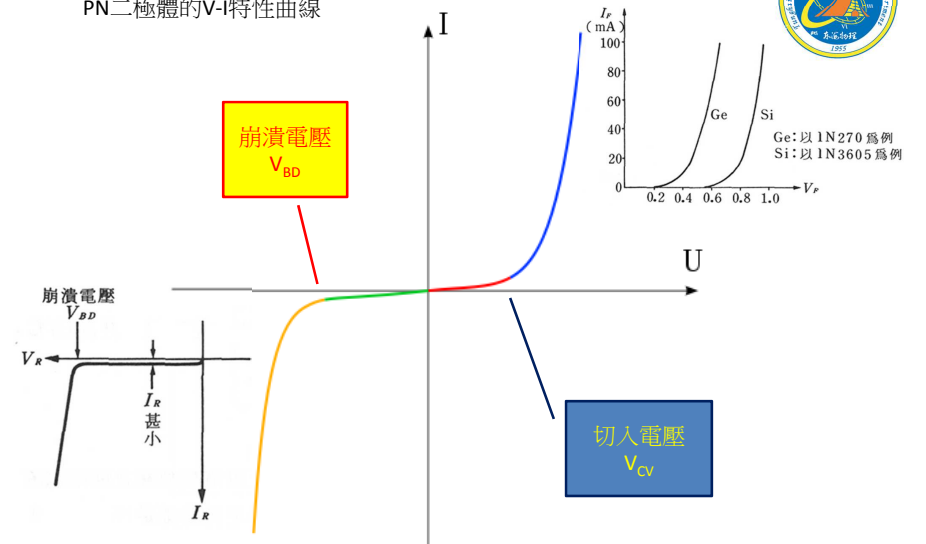 PN二極體的V-I特性曲線
I
U
崩潰電壓
V_BD
切入電壓
V_CV
I_F
(mA)
100
80
60
40
20
0
0.2 0.4 0.6 0.8 1.0
V_F
Ge
Si
Ge:以1N270爲例
Si:以1N3605爲例
1955
崩潰電壓
V_BD
V_R
I_R
甚
小
I_R